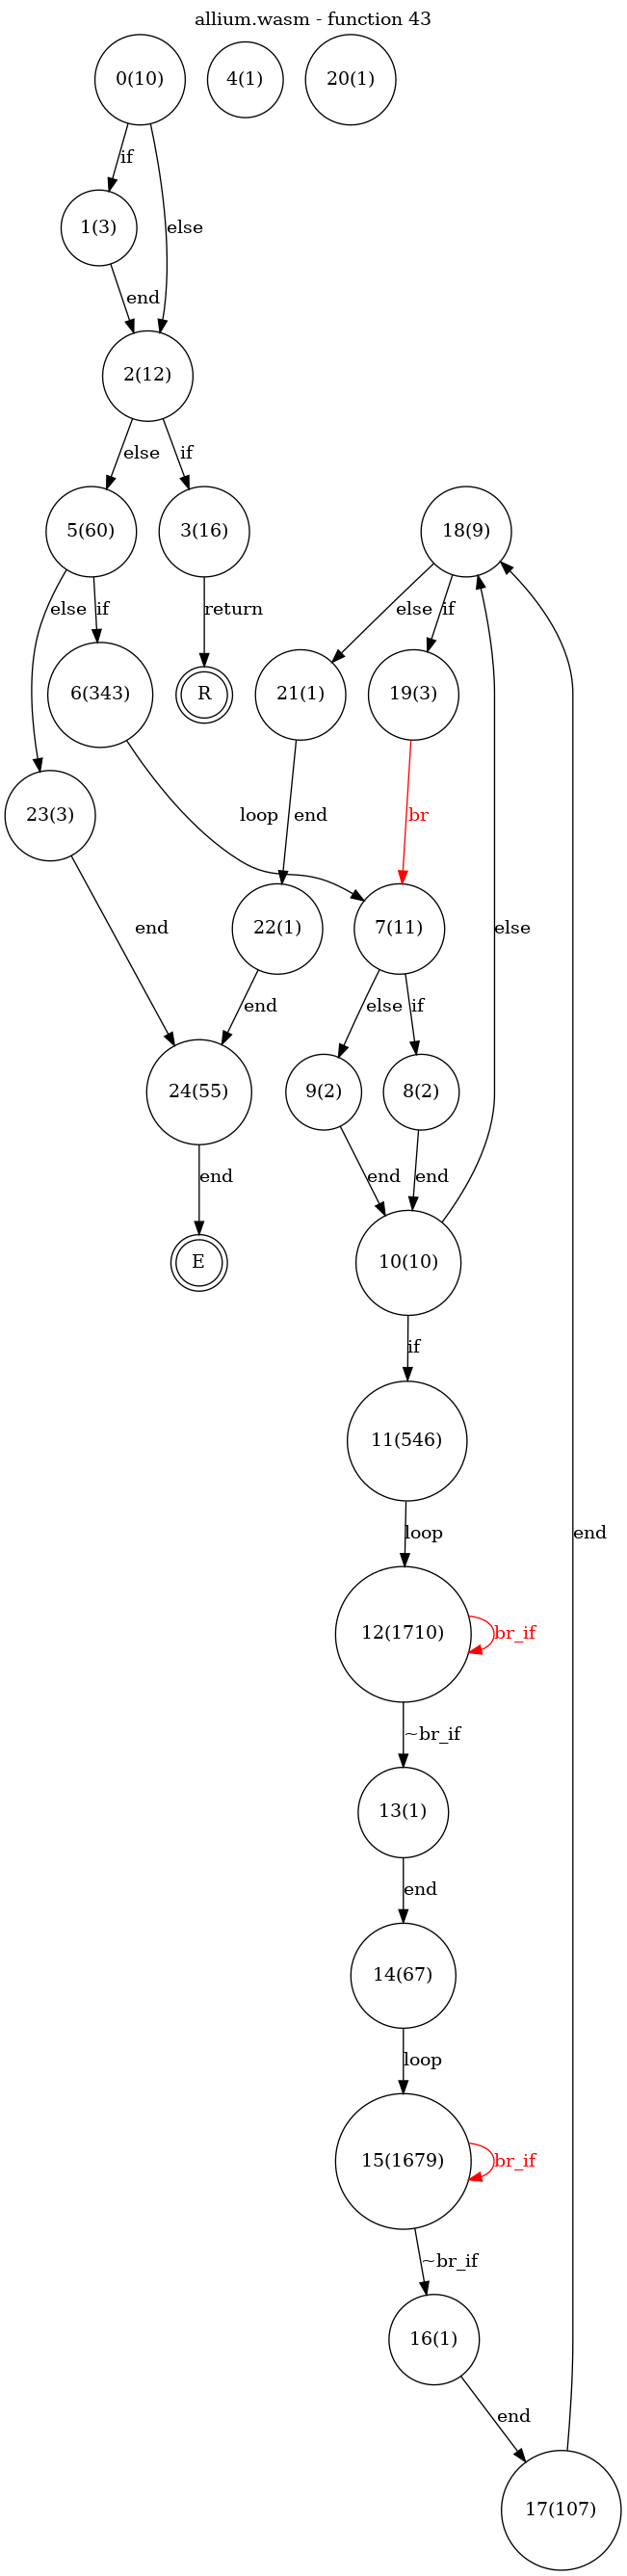 allium.wasm - function 43
0(10)
4(1)
20(1)
if
1(3)
else
end
2(12)
else
if
5(60)
3(16)
18(9)
else
if
return
else
if
6(343)
R
21(1)
19(3)
23(3)
loop
end
br
22(1)
7(11)
end
end
else
if
24(55)
9(2)
8(2)
else
end
end
end
E
10(10)
if
11(546)
loop
end
12(1710)
br_if
~br_if
13(1)
end
14(67)
loop
15(1679)
br_if
~br_if
16(1)
end
17(107)